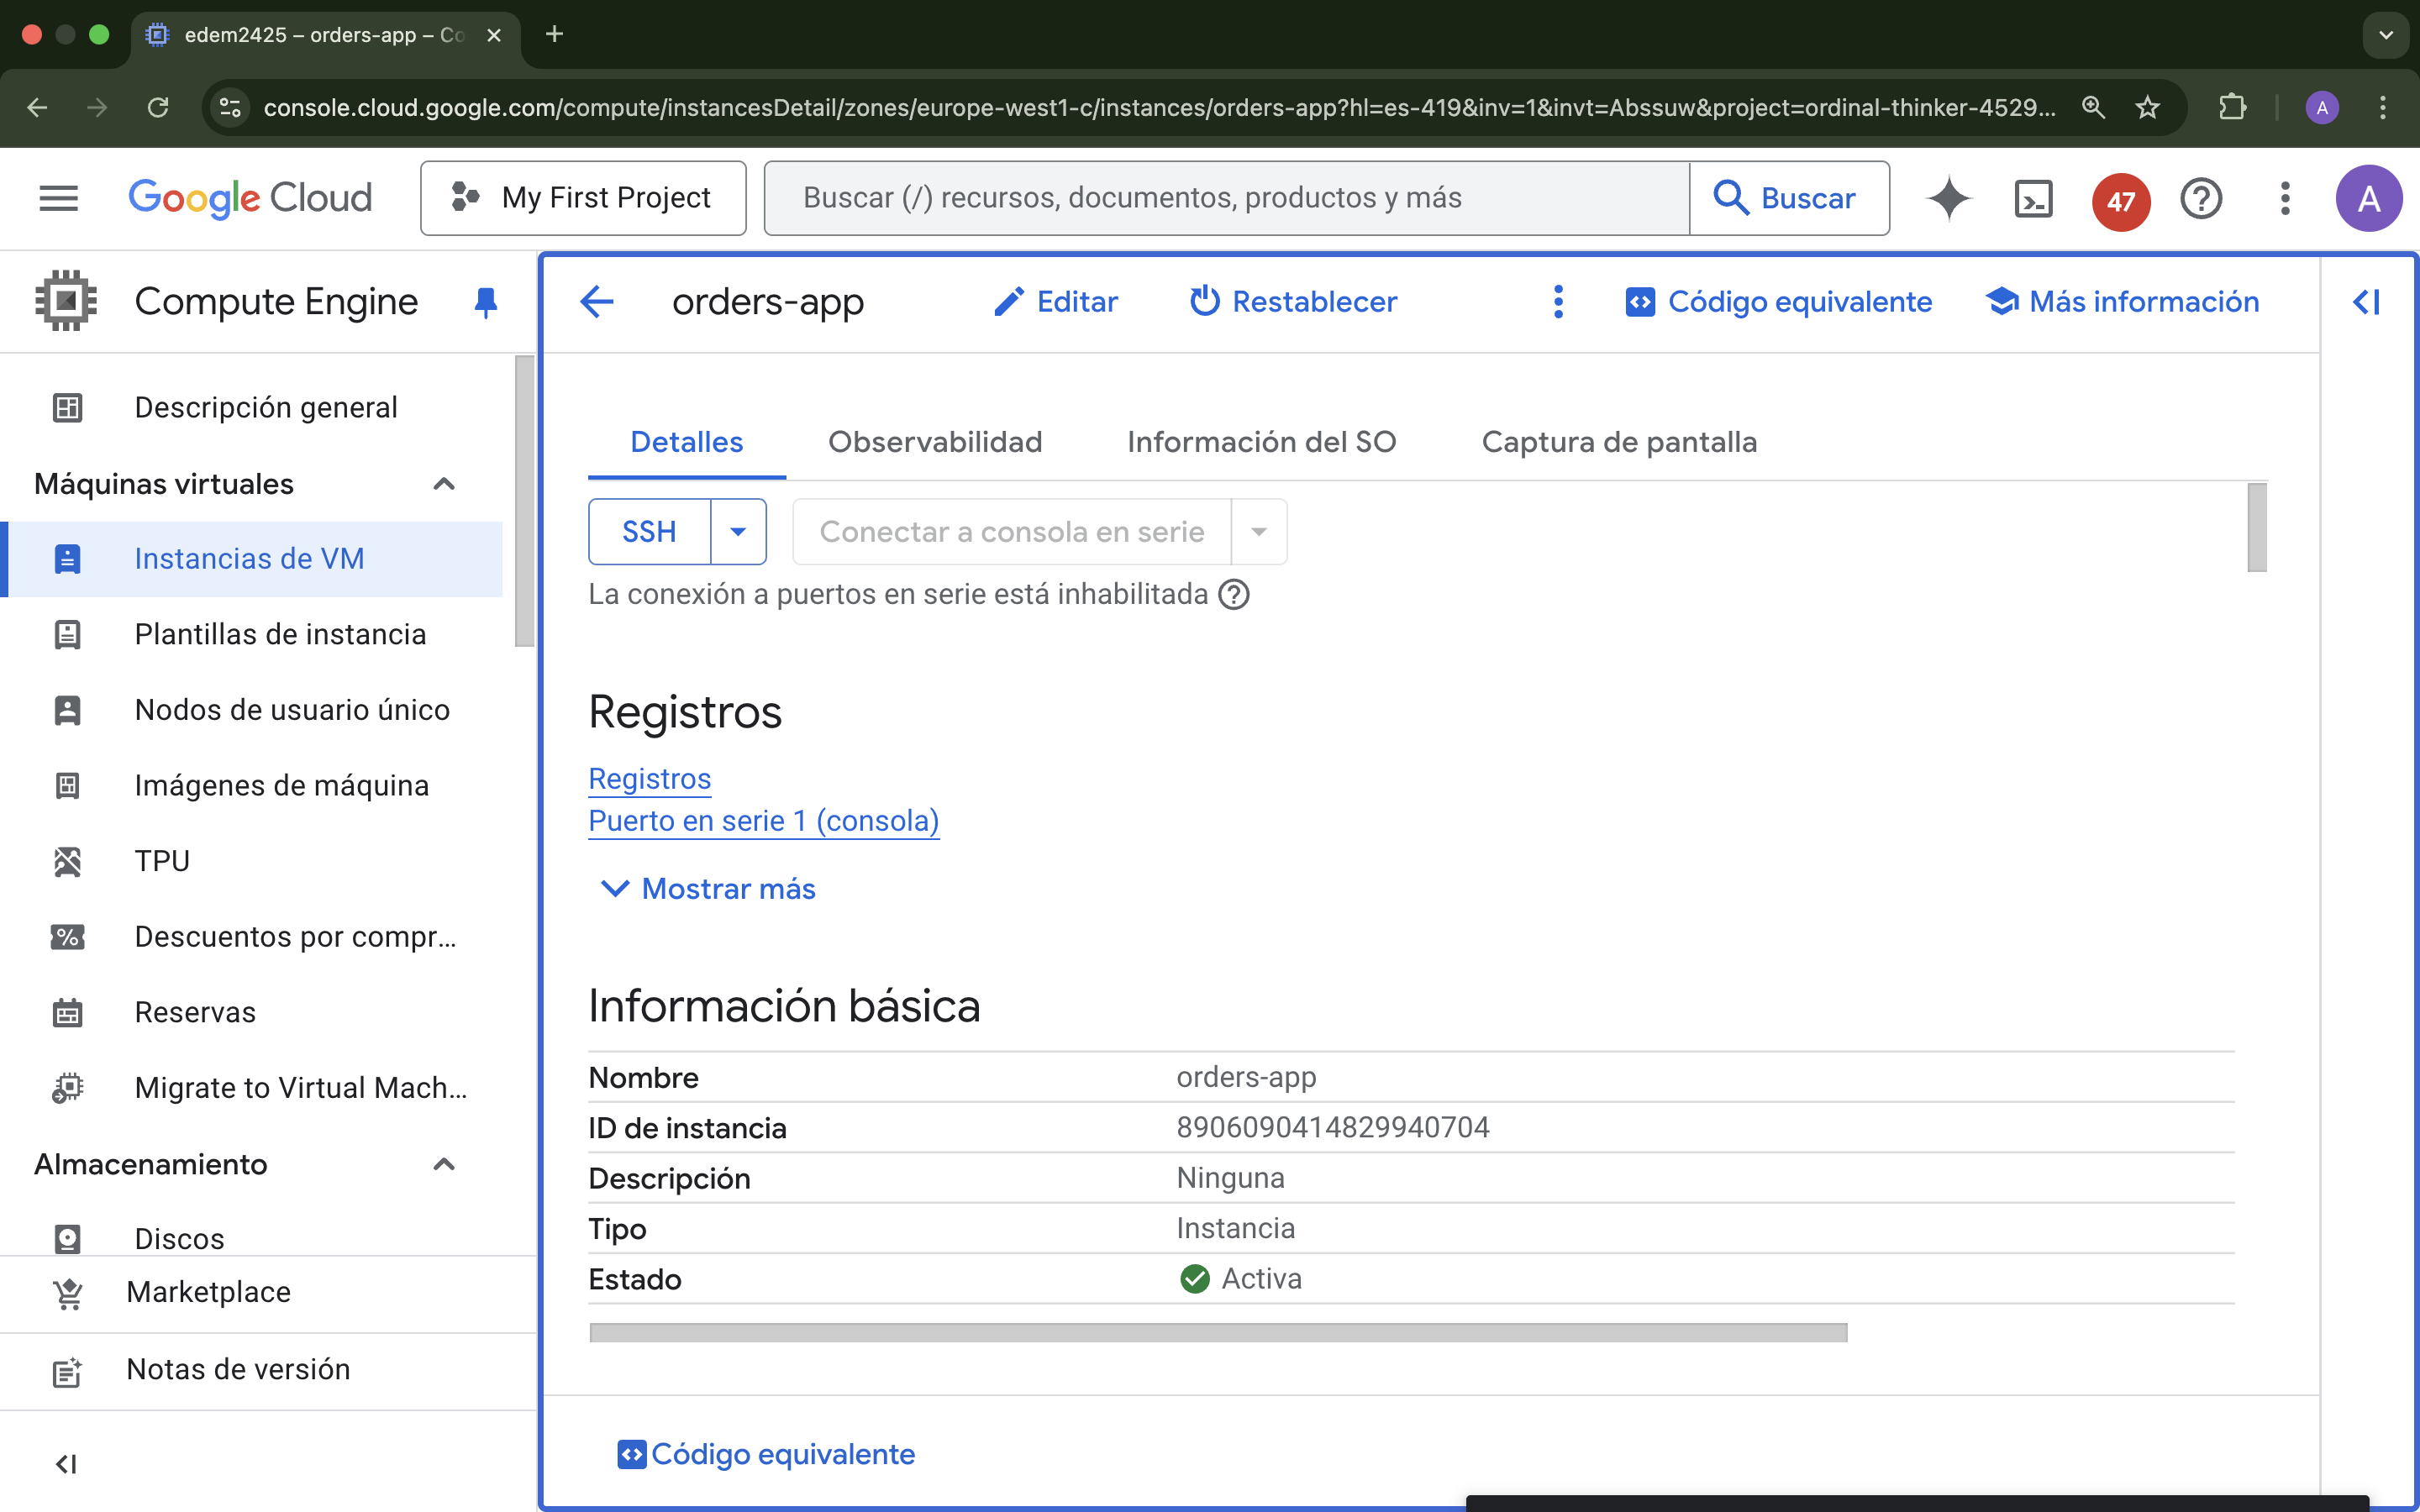 edem2425 – orders-app – Co
console.cloud.google.com/compute/instancesDetail/zones/europe-west1-c/instances/orders-app?hl=es-419&inv=1&invt=Abssuw&project=ordinal-thinker-4529...
A
Google Cloud
My First Project
Buscar (/) recursos, documentos, productos y más
Buscar
47
A
Compute Engine
Descripción general
Máquinas virtuales
Instancias de VM
Plantillas de instancia
Nodos de usuario único
Imágenes de máquina
TPU
Descuentos por compr...
Reservas
Migrate to Virtual Mach...
Almacenamiento
Discos
Marketplace
Notas de versión
orders-app
Editar
Restablecer
Código equivalente
Más información
Detalles
Observabilidad
Información del SO
Captura de pantalla
SSH
Conectar a consola en serie
La conexión a puertos en serie está inhabilitada
Registros
Registros
Puerto en serie 1 (consola)
Mostrar más
Información básica
Nombre orders-app
ID de instancia 8906090414829940704
Descripción Ninguna
Tipo Instancia
Estado Activa
Código equivalente